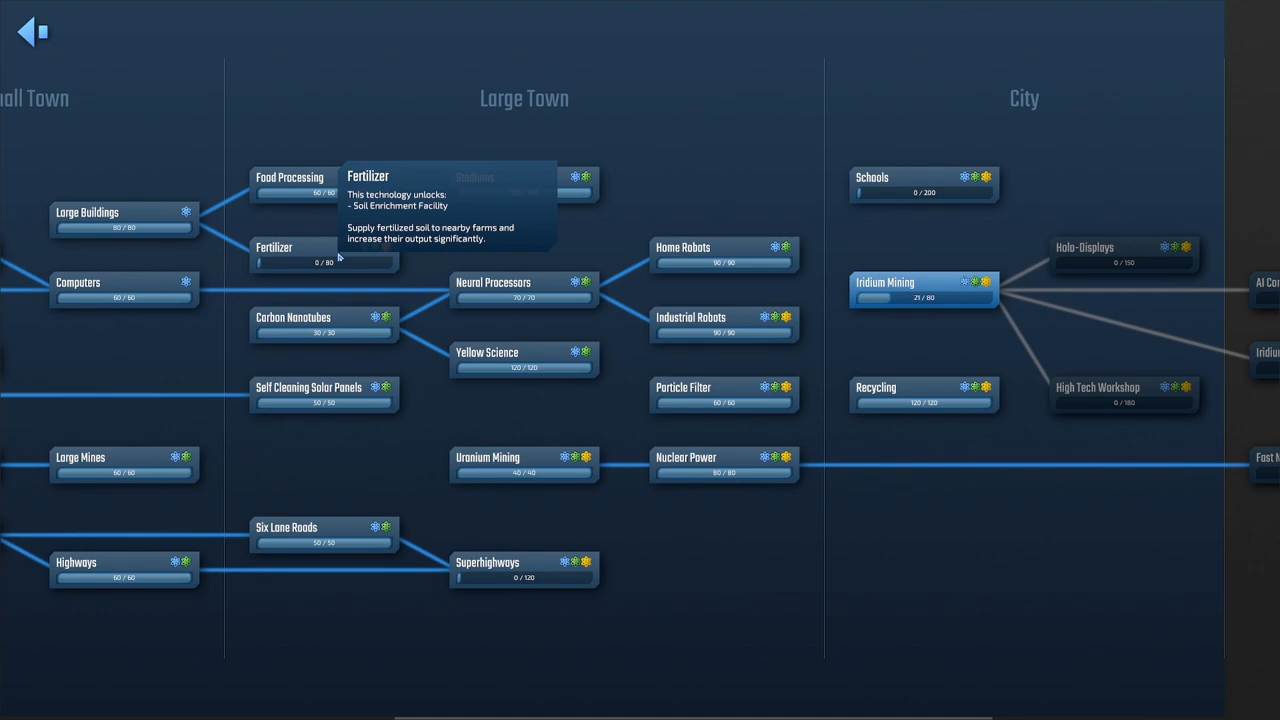 all Town
Large Town
City
Large Buildings
80 / 80
Computers
60 / 60
Large Mines
60 / 60
Highways
60 / 60
Food Processing
60 / 60
Fertilizer
0 / 80
Fertilizer
This technology unlocks:
- Soil Enrichment Facility
Supply fertilized soil to nearby farms and
increase their output significantly.
Stadiums
Carbon Nanotubes
30 / 30
Self Cleaning Solar Panels
50 / 50
Six Lane Roads
50 / 50
Neural Processors
70 / 70
Yellow Science
120 / 120
Uranium Mining
40 / 40
Superhighways
0 / 120
Home Robots
90 / 90
Industrial Robots
90 / 90
Particle Filter
60 / 60
Nuclear Power
80 / 80
Schools
0 / 200
Iridium Mining
21 / 80
Recycling
120 / 120
Holo-Displays
0 / 150
High Tech Workshop
0 / 180
AI Co
Iridiu
Fast